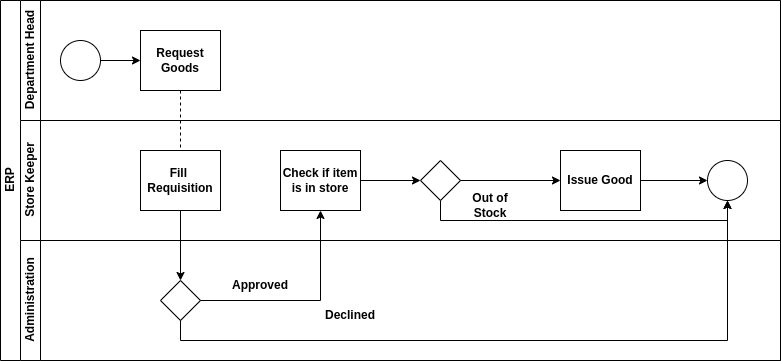 ERP
Department Head
Request
Goods
Store Keeper
Fill
Requisition
Check if item
is in store
Out of
Stock
Issue Good
Administration
Approved
Declined